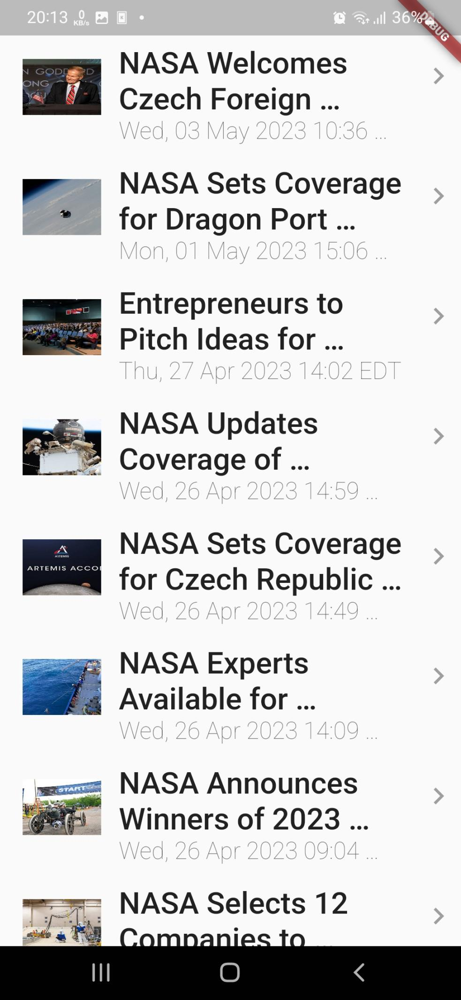 20:13 0 KB/s K 36%
DEBUG
N GODDARD
NASA Welcomes
Czech Foreign …
Wed, 03 May 2023 10:36 …
NASA Sets Coverage
for Dragon Port …
Mon, 01 May 2023 15:06 …
Entrepreneurs to
Pitch Ideas for …
Thu, 27 Apr 2023 14:02 EDT
NASA Updates
Coverage of …
Wed, 26 Apr 2023 14:59 …
ARTEMIS
ARTEMIS ACCOR
NASA Sets Coverage
for Czech Republic …
Wed, 26 Apr 2023 14:49 …
NASA Experts
Available for …
Wed, 26 Apr 2023 14:09 …
START
NASA Announces
Winners of 2023 …
Wed, 26 Apr 2023 09:04 …
NASA Selects 12
Companies to …